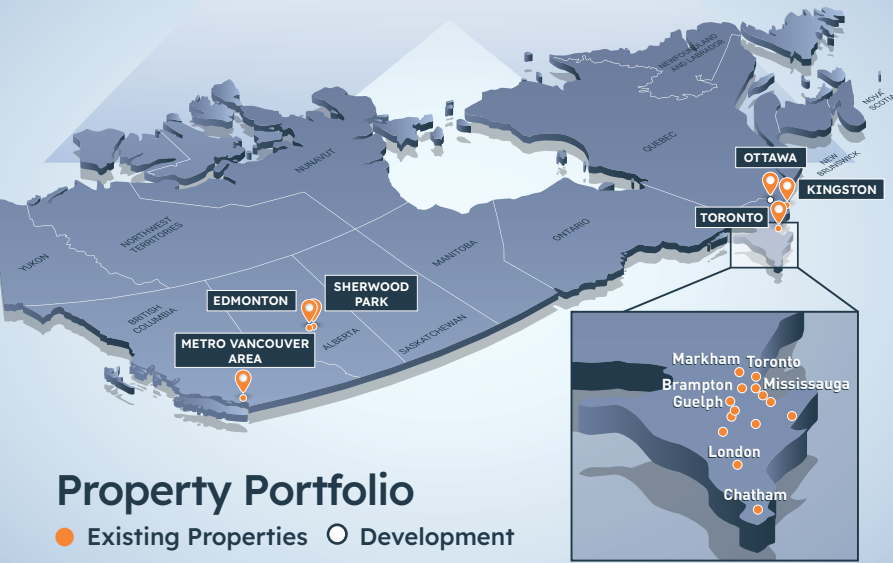 NEWFOUNDLAND
AND LABRADOR
NOVA
SCOTIA
QUEBEC
OTTAWA
NEW
BRUNSWICK
NUNAVUT
KINGSTON
TORONTO
NORTHWEST
TERRITORIES
YUKON
MANITOBA
ONTARIO
SHERWOOD
PARK
EDMONTON
BRITISH
COLUMBIA
ALBERTA
SASKATCHEWAN
METRO VANCOUVER
AREA
Markham
Toronto
Brampton
Mississauga
Guelph
London
Chatham
Property Portfolio
Existing Properties
Development